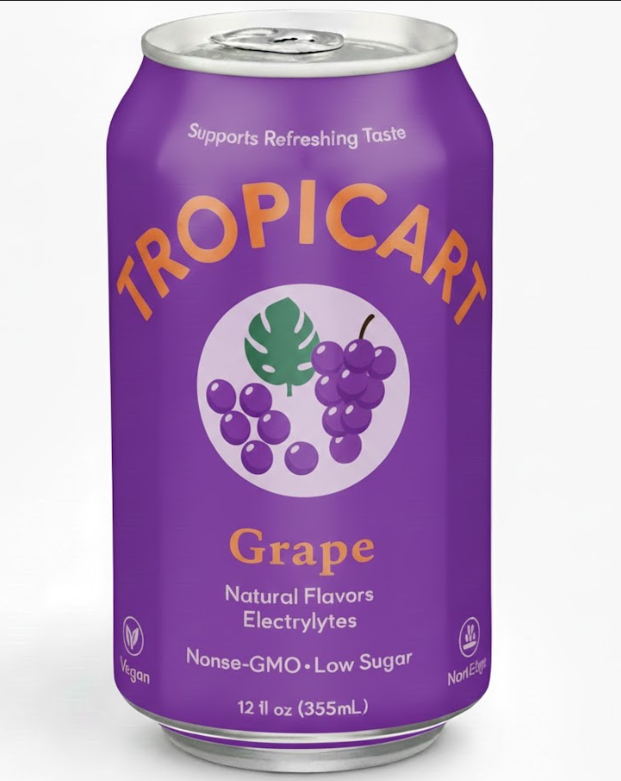 Supports Refreshing Taste
TROPICART
Grape
Natural Flavors
Electrylytes
Nonse-GMO • Low Sugar
Vegan
12 fl oz (355mL)